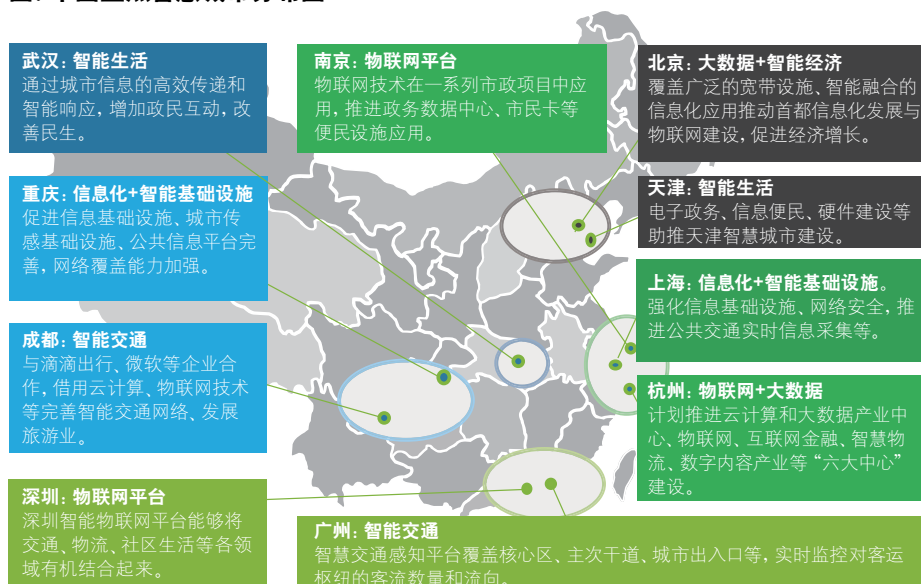 武汉：智能生活
通过城市信息的高效传递和
智能响应，增加政民互动，改
善民生。
南京：物联网平台
物联网技术在一系列市政项目中应
用，推进政务数据中心、市民卡等
便民设施应用。
北京：大数据+智能经济
覆盖广泛的宽带设施、智能融合的
信息化应用推动首都信息化发展与
物联网建设，促进经济增长。
重庆：信息化+智能基础设施
促进信息基础设施、城市传
感基础设施、公共信息平台完
善，网络覆盖能力加强。
天津：智能生活
电子政务、信息便民、硬件建设等
助推天津智慧城市建设。
上海：信息化+智能基础设施。
强化信息基础设施、网络安全，推
进公共交通实时信息采集等。
成都：智能交通
与滴滴出行、微软等企业合
作，借用云计算、物联网技术
等完善智能交通网络、发展
旅游业。
杭州：物联网+大数据
计划推进云计算和大数据产业中
心、物联网、互联网金融、智慧物
流、数字内容产业等“六大中心”
建设。
深圳：物联网平台
深圳智能物联网平台能够将
交通、物流、社区生活等各领
域有机结合起来。
广州：智能交通
智慧交通感知平台覆盖核心区、主次干道、城市出入口等，实时监控对客运
枢纽的客流数量和流向。